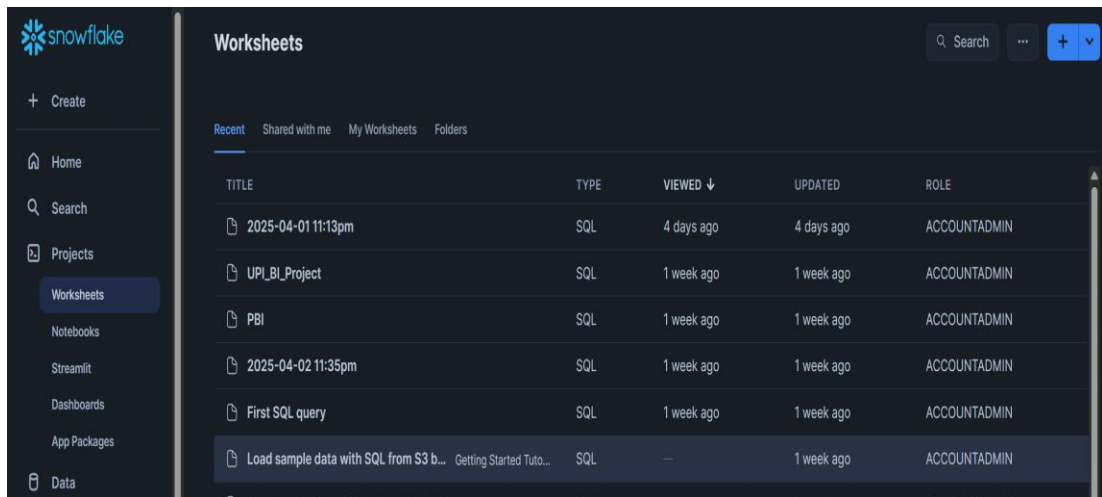 snowflake
+ Create
Home
Search
Projects
Worksheets
Notebooks
Streamlit
Dashboards
App Packages
Data
Worksheets
Search ... +
Recent Shared with me My Worksheets Folders
TITLE TYPE VIEWED ↓ UPDATED ROLE
2025-04-01 11:13pm SQL 4 days ago 4 days ago ACCOUNTADMIN
UPI_BI_Project SQL 1 week ago 1 week ago ACCOUNTADMIN
PBI SQL 1 week ago 1 week ago ACCOUNTADMIN
2025-04-02 11:35pm SQL 1 week ago 1 week ago ACCOUNTADMIN
First SQL query SQL 1 week ago 1 week ago ACCOUNTADMIN
Load sample data with SQL from S3 b... Getting Started Tuto... SQL — 1 week ago ACCOUNTADMIN